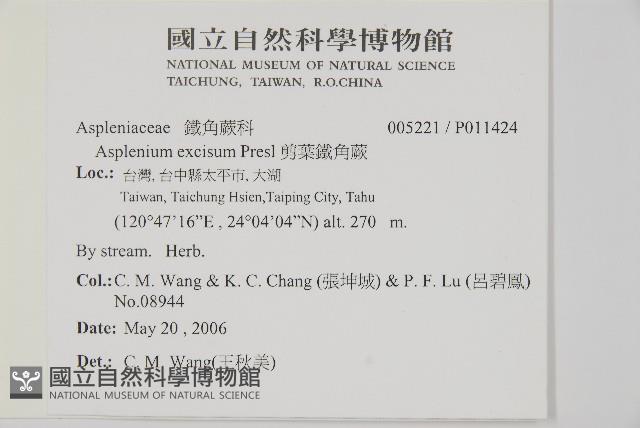 國立自然科學博物館
NATIONAL MUSEUM OF NATURAL SCIENCE
TAICHUNG, TAIWAN, R.O.CHINA
Aspleniaceae 鐵角蕨科 005221 / P011424
Asplenium excisum Presl 剪葉鐵角蕨
Loc.: 台灣, 台中縣太平市, 大湖
Taiwan, Taichung Hsien,Taiping City, Tahu
(120°47'16”E , 24°04'04”N) alt. 270 m.
By stream. Herb.
Col.: C. M. Wang & K. C. Chang (張坤城) & P. F. Lu (呂碧鳳)
No.08944
Date: May 20 , 2006
Det.: C. M. Wang(王秋美)
國立自然科學博物館
NATIONAL MUSEUM OF NATURAL SCIENCE